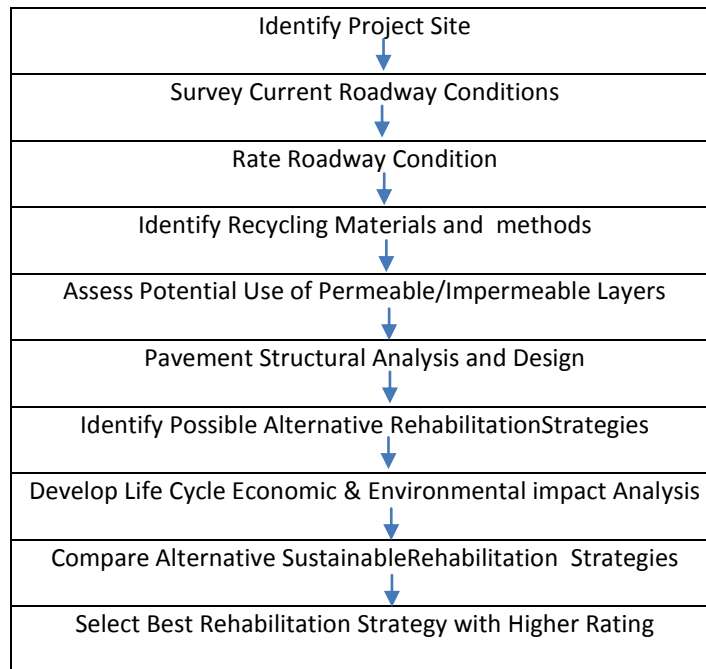 Identify Project Site
Survey Current Roadway Conditions
Rate Roadway Condition
Identify Recycling Materials and  methods
Assess Potential Use of Permeable/Impermeable Layers
Pavement Structural Analysis and Design
Identify Possible Alternative RehabilitationStrategies
Develop Life Cycle Economic & Environmental impact Analysis
Compare Alternative SustainableRehabilitation  Strategies
Select Best Rehabilitation Strategy with Higher Rating